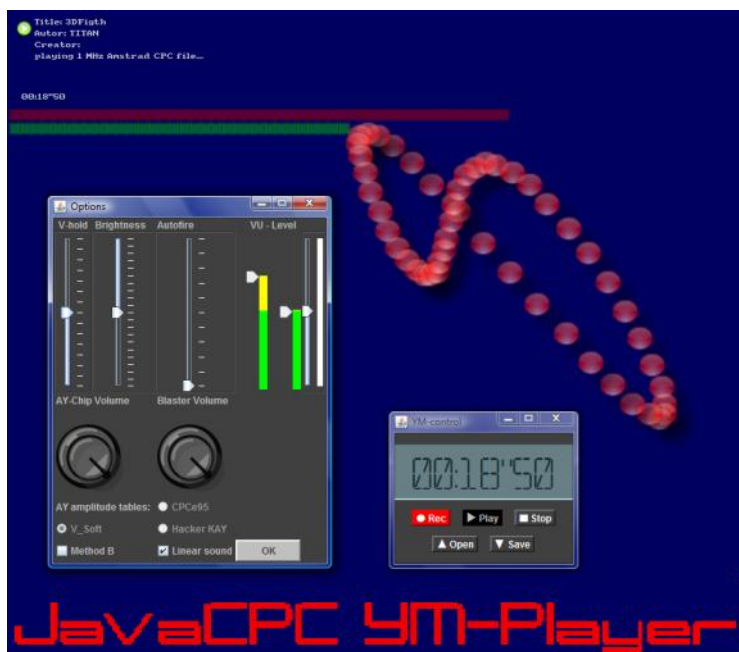 Title: 3DFigth
Autor: TITAN
Creator:
playing 1 MHz Amstrad CPC file...
00:18"50
Options
V-hold Brightness Autofire VU - Level
AY-Chip Volume Blaster Volume
AY amplitude tables: CPCe95
V_Soft Hacker KAY
Method B Linear sound OK
YM-control
00:18"50
Rec Play Stop
Open Save
JavaCPC YM-Player